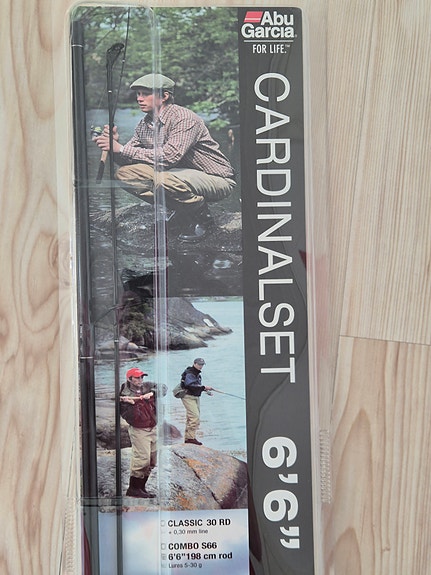 Abu
Garcia®
FOR LIFE.™
CARDINALSET 6'6"
CLASSIC 30 RD
+ 0,30 mm line
COMBO S66
6'6"198 cm rod
Lures 5-30 g